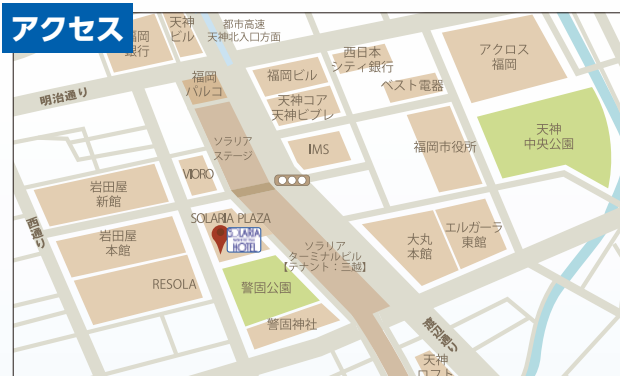 アクセス
福岡
銀行
天神
ビル
都市高速
天神北入口方面
西日本
シティ銀行
アクロス
福岡
福岡
パルコ
福岡ビル
ベスト電器
明治通り
天神コア
天神ビブレ
天神
中央公園
ソラリア
ステージ
IMS
福岡市役所
VIORO
岩田屋
新館
SOLARIA PLAZA
SOLARIA
HOTEL
西通り
岩田屋
本館
ソラリア
ターミナルビル
【テナント：三越】
大丸
本館
エルガーラ
東館
RESOLA
警固公園
警固神社
渡辺通り
天神
ロフト